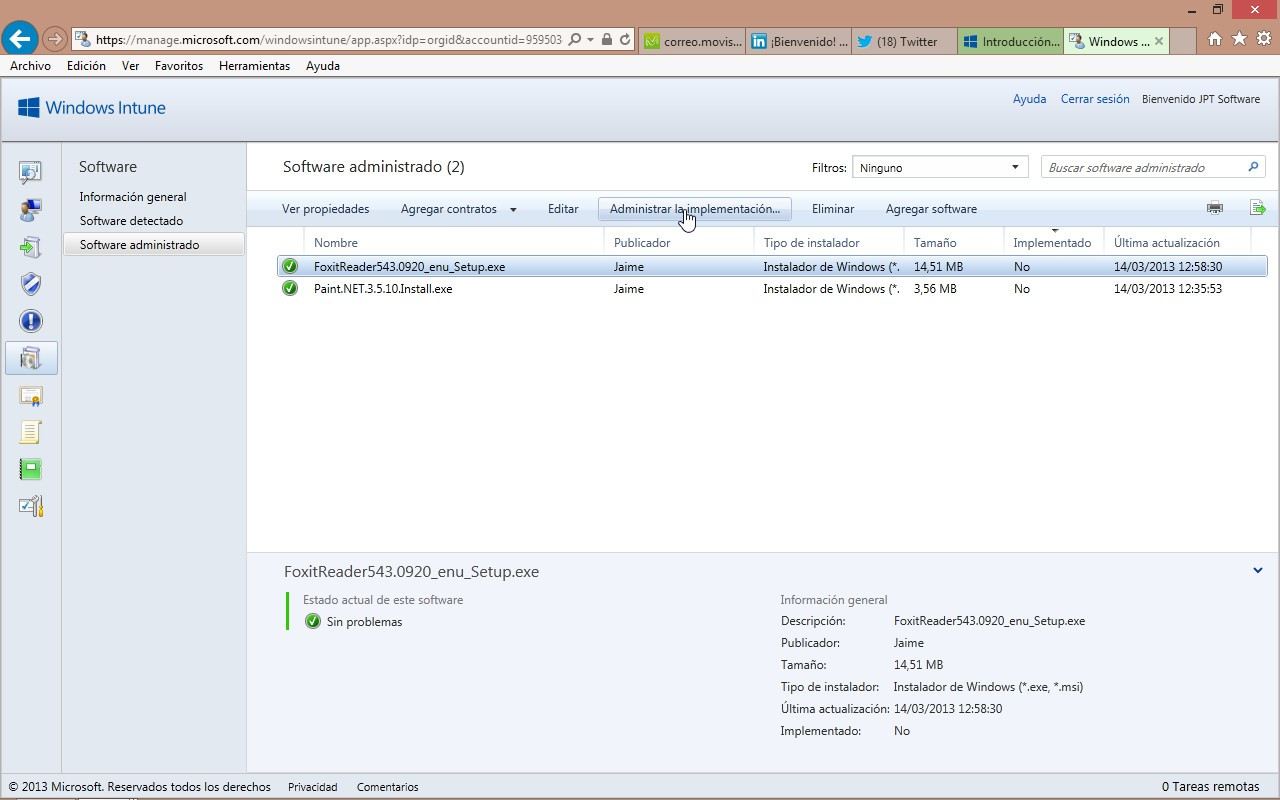 https://manage.microsoft.com/windowsintune/app.aspx?idp=orgid&accountid=959503
correo.movis...
¡Bienvenido! ...
(18) Twitter
Introducción...
Windows ...
Archivo Edición Ver Favoritos Herramientas Ayuda
Windows Intune
Ayuda Cerrar sesión Bienvenido JPT Software
Software
Información general
Software detectado
Software administrado
Software administrado (2)
Filtros: Ninguno
Buscar software administrado
Ver propiedades Agregar contratos Editar Administrar la implementación... Eliminar Agregar software
Nombre Publicador Tipo de instalador Tamaño Implementado Última actualización
FoxitReader543.0920_enu_Setup.exe Jaime Instalador de Windows (*. 14,51 MB No 14/03/2013 12:58:30
Paint.NET.3.5.10.Install.exe Jaime Instalador de Windows (*. 3,56 MB No 14/03/2013 12:35:53
FoxitReader543.0920_enu_Setup.exe
Estado actual de este software
Sin problemas
Información general
Descripción: FoxitReader543.0920_enu_Setup.exe
Publicador: Jaime
Tamaño: 14,51 MB
Tipo de instalador: Instalador de Windows (*.exe, *.msi)
Última actualización: 14/03/2013 12:58:30
Implementado: No
© 2013 Microsoft. Reservados todos los derechos Privacidad Comentarios
0 Tareas remotas